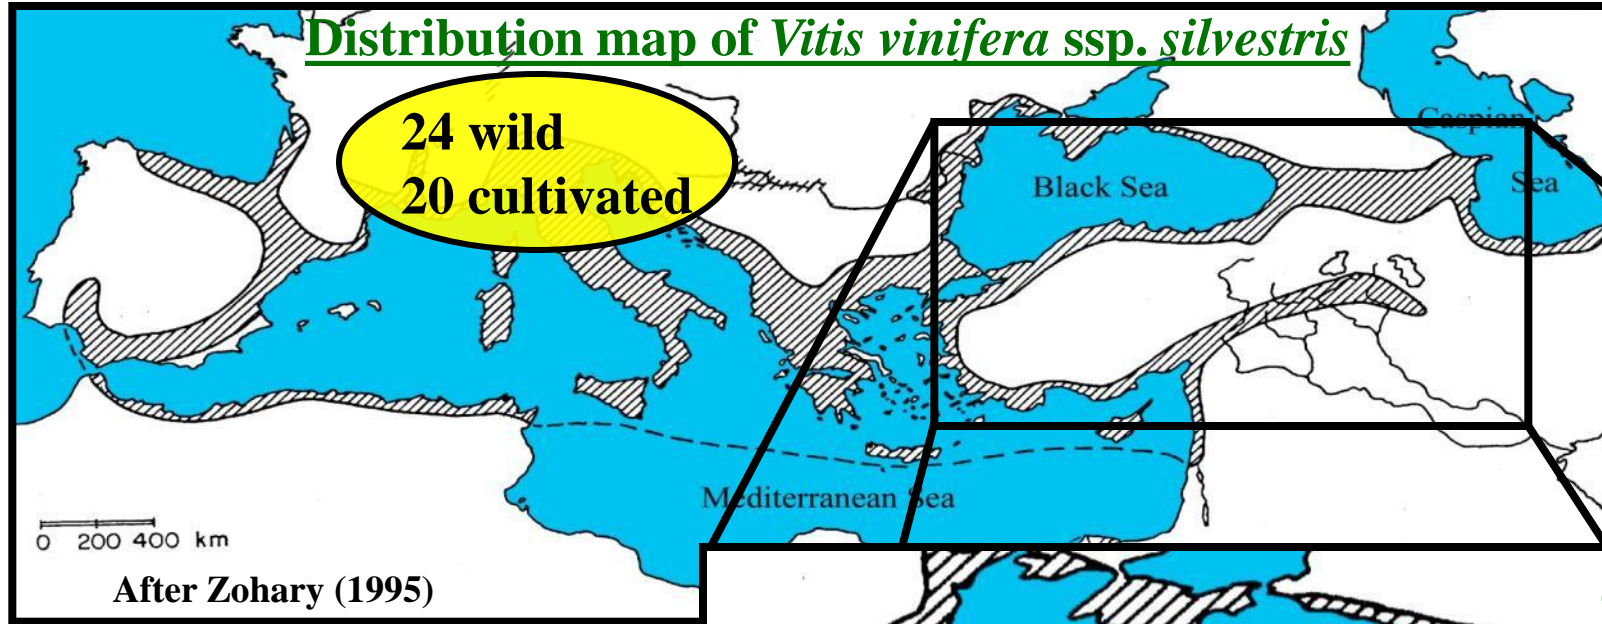 Distribution map of Vitis vinifera ssp. silvestris
24 wild
20 cultivated
Caspian
Sea
Black Sea
Mediterranean Sea
0 200 400 km
After Zohary (1995)